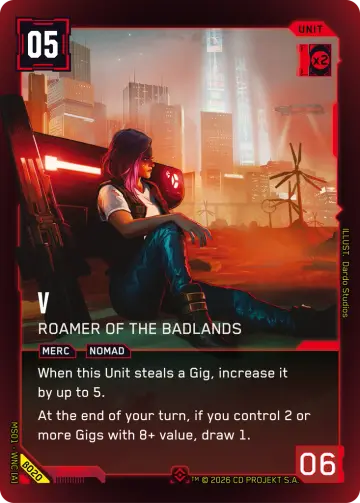 05
UNIT
x2
ILLUST. Dardo Studios
V
ROAMER OF THE BADLANDS
MERC
NOMAD
When this Unit steals a Gig, increase it
by up to 5.
At the end of your turn, if you control 2 or
more Gigs with 8+ value, draw 1.
β020
™ © 2026 CD PROJEKT S.A.
06